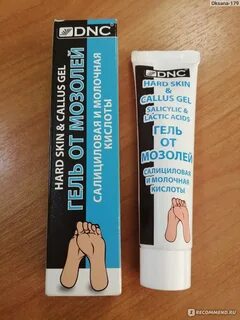 Oksana-179
DNC
HARD SKIN & CALLUS GEL
ГЕЛЬ ОТ МОЗОЛЕЙ
САЛИЦИЛОВАЯ И МОЛОЧНАЯ
КИСЛОТЫ
DNC
HARD SKIN &
CALLUS GEL
SALICYLIC &
LACTIC ACIDS
ГЕЛЬ
ОТ
МОЗОЛЕЙ
САЛИЦИЛОВАЯ
И МОЛОЧНАЯ
КИСЛОТЫ
RECOMMEND.RU